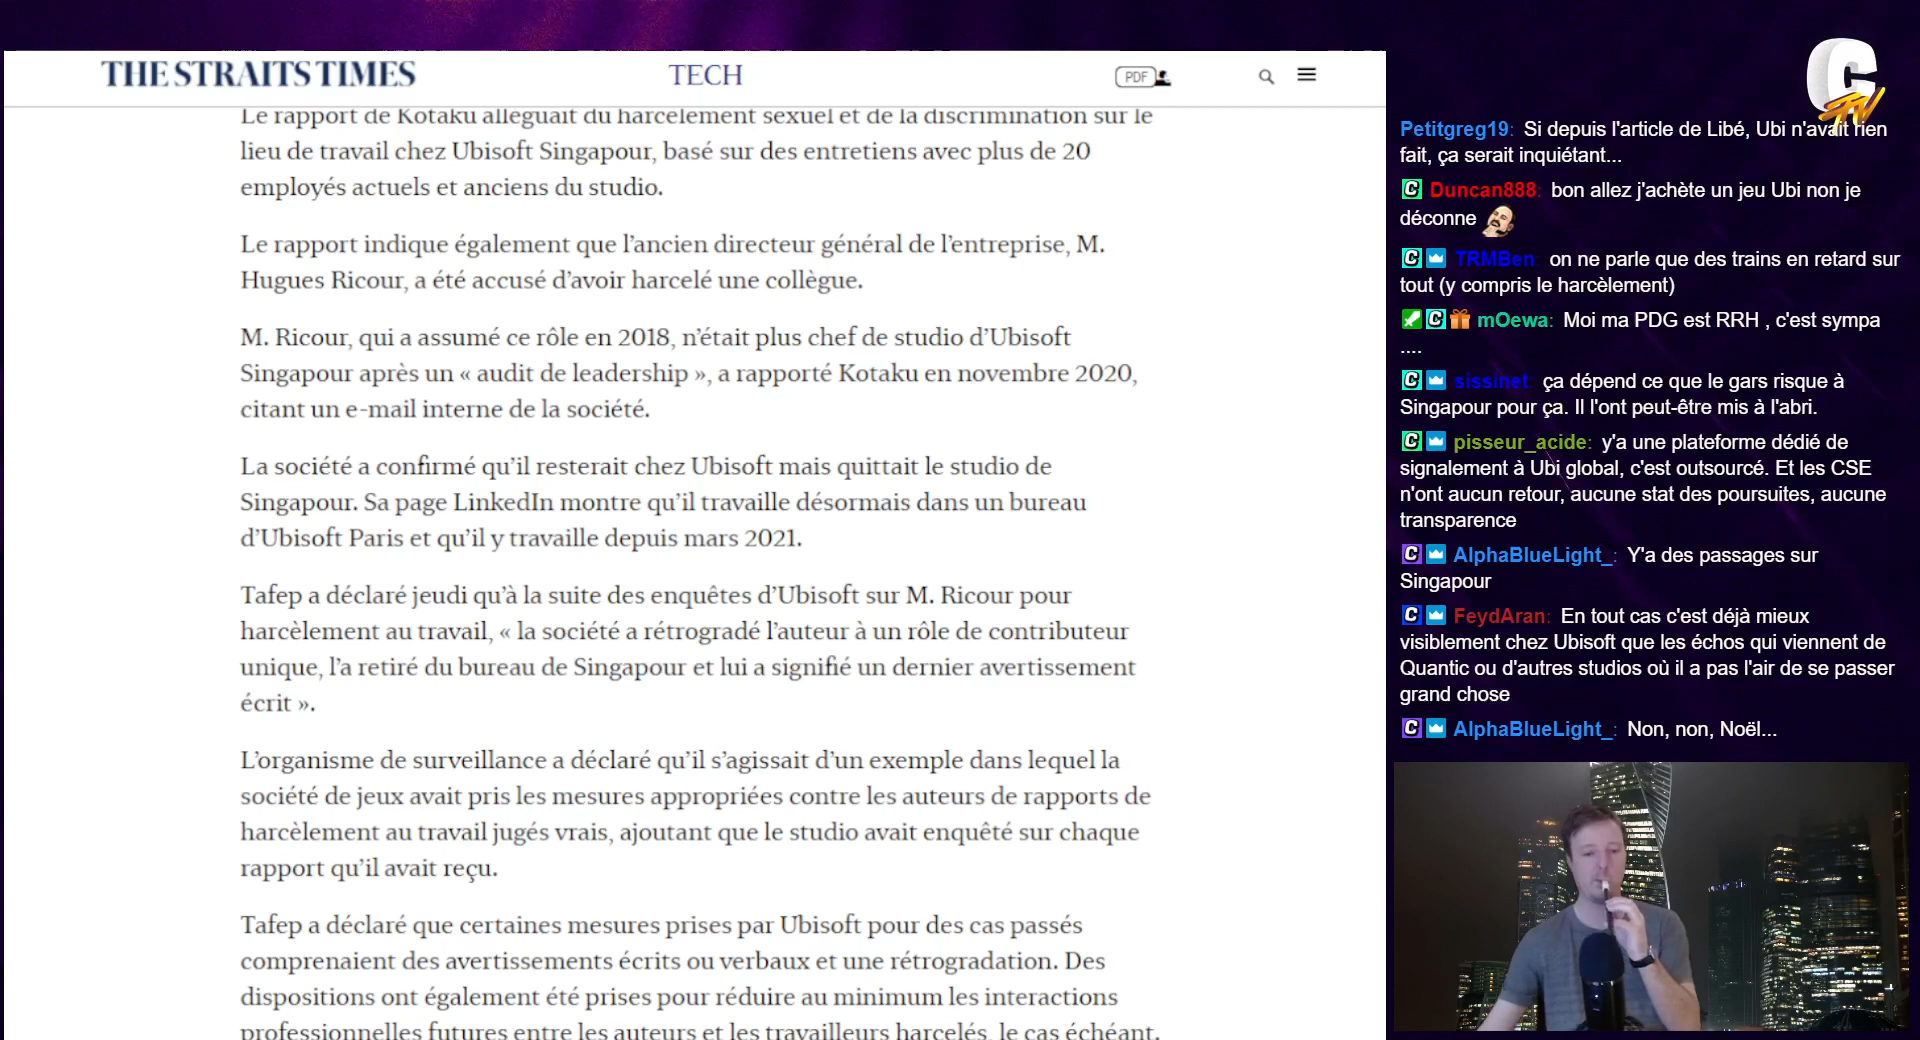 THE STRAITS TIMES
TECH
PDF
Le rapport de Kotaku alléguait du harcèlement sexuel et de la discrimination sur le
lieu de travail chez Ubisoft Singapour, basé sur des entretiens avec plus de 20
employés actuels et anciens du studio.
Le rapport indique également que l’ancien directeur général de l’entreprise, M.
Hugues Ricour, a été accusé d’avoir harcelé une collègue.
M. Ricour, qui a assumé ce rôle en 2018, n’était plus chef de studio d’Ubisoft
Singapour après un « audit de leadership », a rapporté Kotaku en novembre 2020,
citant un e-mail interne de la société.
La société a confirmé qu’il resterait chez Ubisoft mais quittait le studio de
Singapour. Sa page LinkedIn montre qu’il travaille désormais dans un bureau
d’Ubisoft Paris et qu’il y travaille depuis mars 2021.
Tafep a déclaré jeudi qu’à la suite des enquêtes d’Ubisoft sur M. Ricour pour
harcèlement au travail, « la société a rétrogradé l’auteur à un rôle de contributeur
unique, l’a retiré du bureau de Singapour et lui a signifié un dernier avertissement
écrit ».
L’organisme de surveillance a déclaré qu’il s’agissait d’un exemple dans lequel la
société de jeux avait pris les mesures appropriées contre les auteurs de rapports de
harcèlement au travail jugés vrais, ajoutant que le studio avait enquêté sur chaque
rapport qu’il avait reçu.
Tafep a déclaré que certaines mesures prises par Ubisoft pour des cas passés
comprenaient des avertissements écrits ou verbaux et une rétrogradation. Des
dispositions ont également été prises pour réduire au minimum les interactions
professionnelles futures entre les auteurs et les travailleurs harcelés, le cas échéant.
C TV
Petitgreg19: Si depuis l'article de Libé, Ubi n'avait rien
fait, ça serait inquiétant...
C Duncan888: bon allez j'achète un jeu Ubi non je
déconne
C TRMBen: on ne parle que des trains en retard sur
tout (y compris le harcèlement)
C mOewa: Moi ma PDG est RRH , c'est sympa
....
C sissinet: ça dépend ce que le gars risque à
Singapour pour ça. Il l'ont peut-être mis à l'abri.
C pisseur_acide: y'a une plateforme dédié de
signalement à Ubi global, c'est outsourcé. Et les CSE
n'ont aucun retour, aucune stat des poursuites, aucune
transparence
C AlphaBlueLight_: Y'a des passages sur
Singapour
C FeydAran: En tout cas c'est déjà mieux
visiblement chez Ubisoft que les échos qui viennent de
Quantic ou d'autres studios où il a pas l'air de se passer
grand chose
C AlphaBlueLight_: Non, non, Noël...